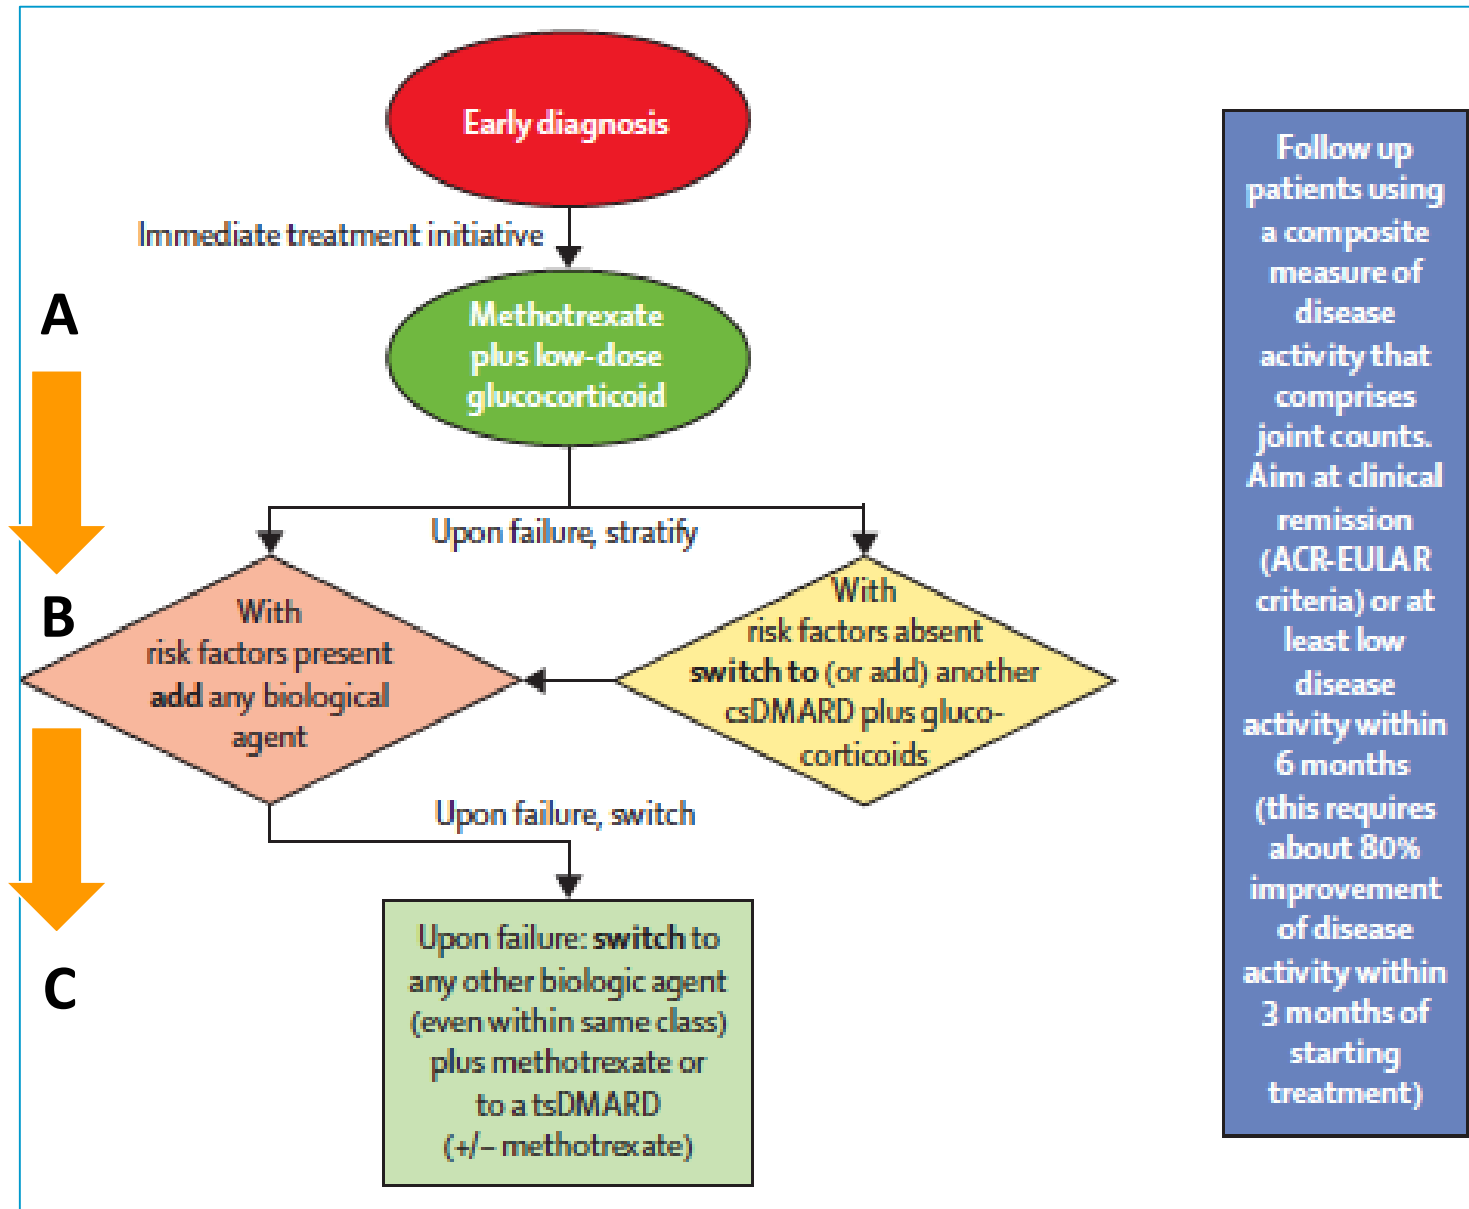 Early diagnosis
Immediate treatment initiative
A
Methotrexate
plus low-dose
glucocorticoid
Upon failure, stratify
B
With
risk factors present
add any biological
agent
With
risk factors absent
switch to (or add) another
csDMARD plus gluco-
corticoids
Upon failure, switch
C
Upon failure: switch to
any other biologic agent
(even within same class)
plus methotrexate or
to a tsDMARD
(+/− methotrexate)
Follow up
patients using
a composite
measure of
disease
activity that
comprises
joint counts.
Aim at clinical
remission
(ACR-EULAR
criteria) or at
least low
disease
activity within
6 months
(this requires
about 80%
improvement
of disease
activity within
3 months of
starting
treatment)